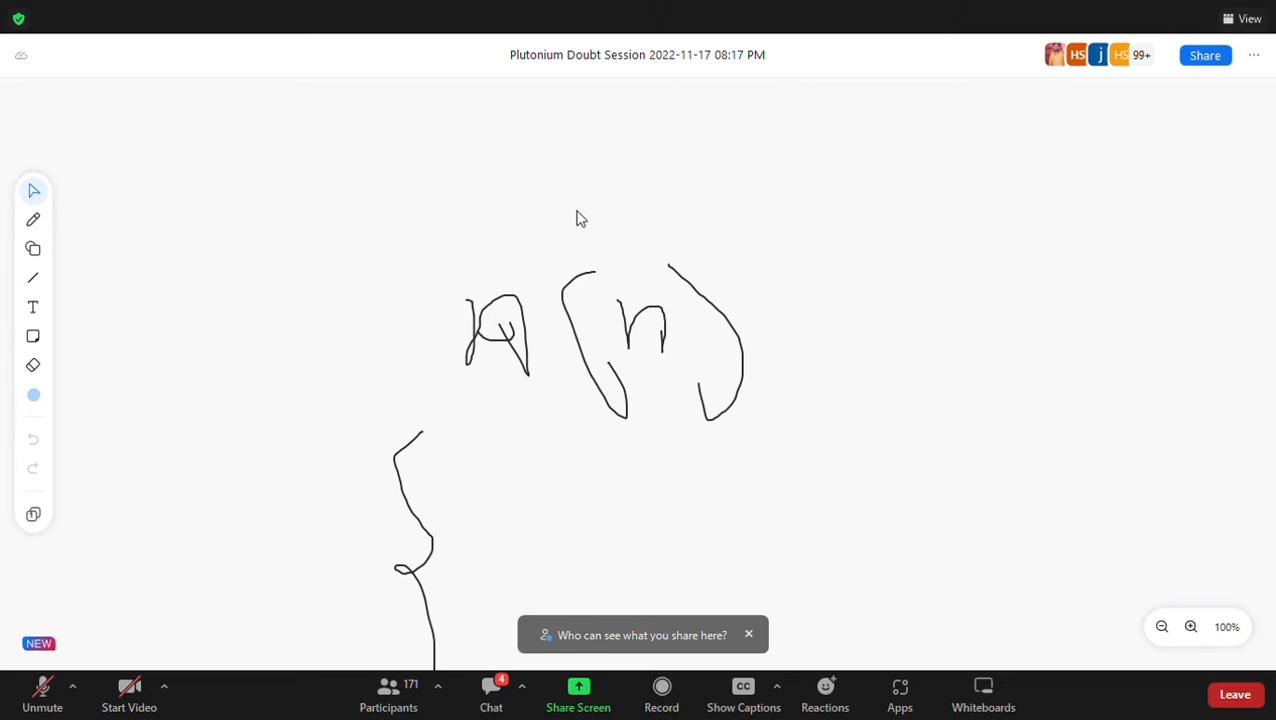 View
Plutonium Doubt Session 2022-11-17 08:17 PM
HS j HS 99+ Share
(n)
{
Who can see what you share here?
NEW
100%
171
4
CC
Unmute Start Video Participants Chat Share Screen Record Show Captions Reactions Apps Whiteboards Leave